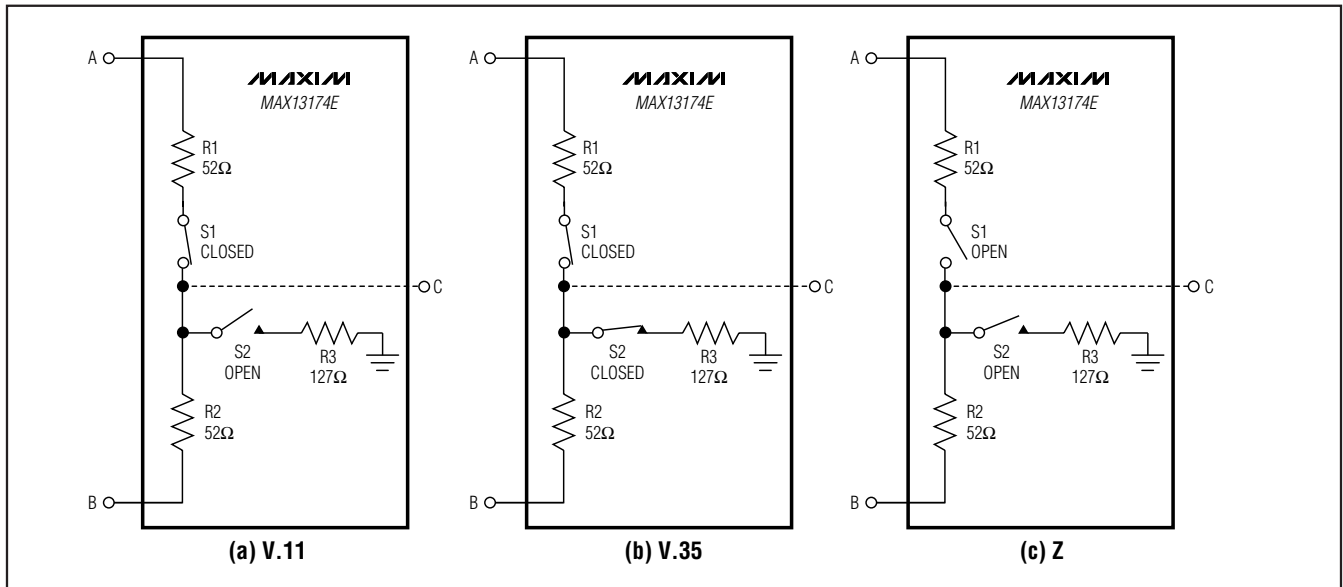 MAXIM
MAX13174E
A
R1
52Ω
S1
CLOSED
C
S2
OPEN
R3
127Ω
R2
52Ω
B
(a) V.11
MAXIM
MAX13174E
A
R1
52Ω
S1
CLOSED
C
S2
CLOSED
R3
127Ω
R2
52Ω
B
(b) V.35
MAXIM
MAX13174E
A
R1
52Ω
S1
OPEN
C
S2
OPEN
R3
127Ω
R2
52Ω
B
(c) Z